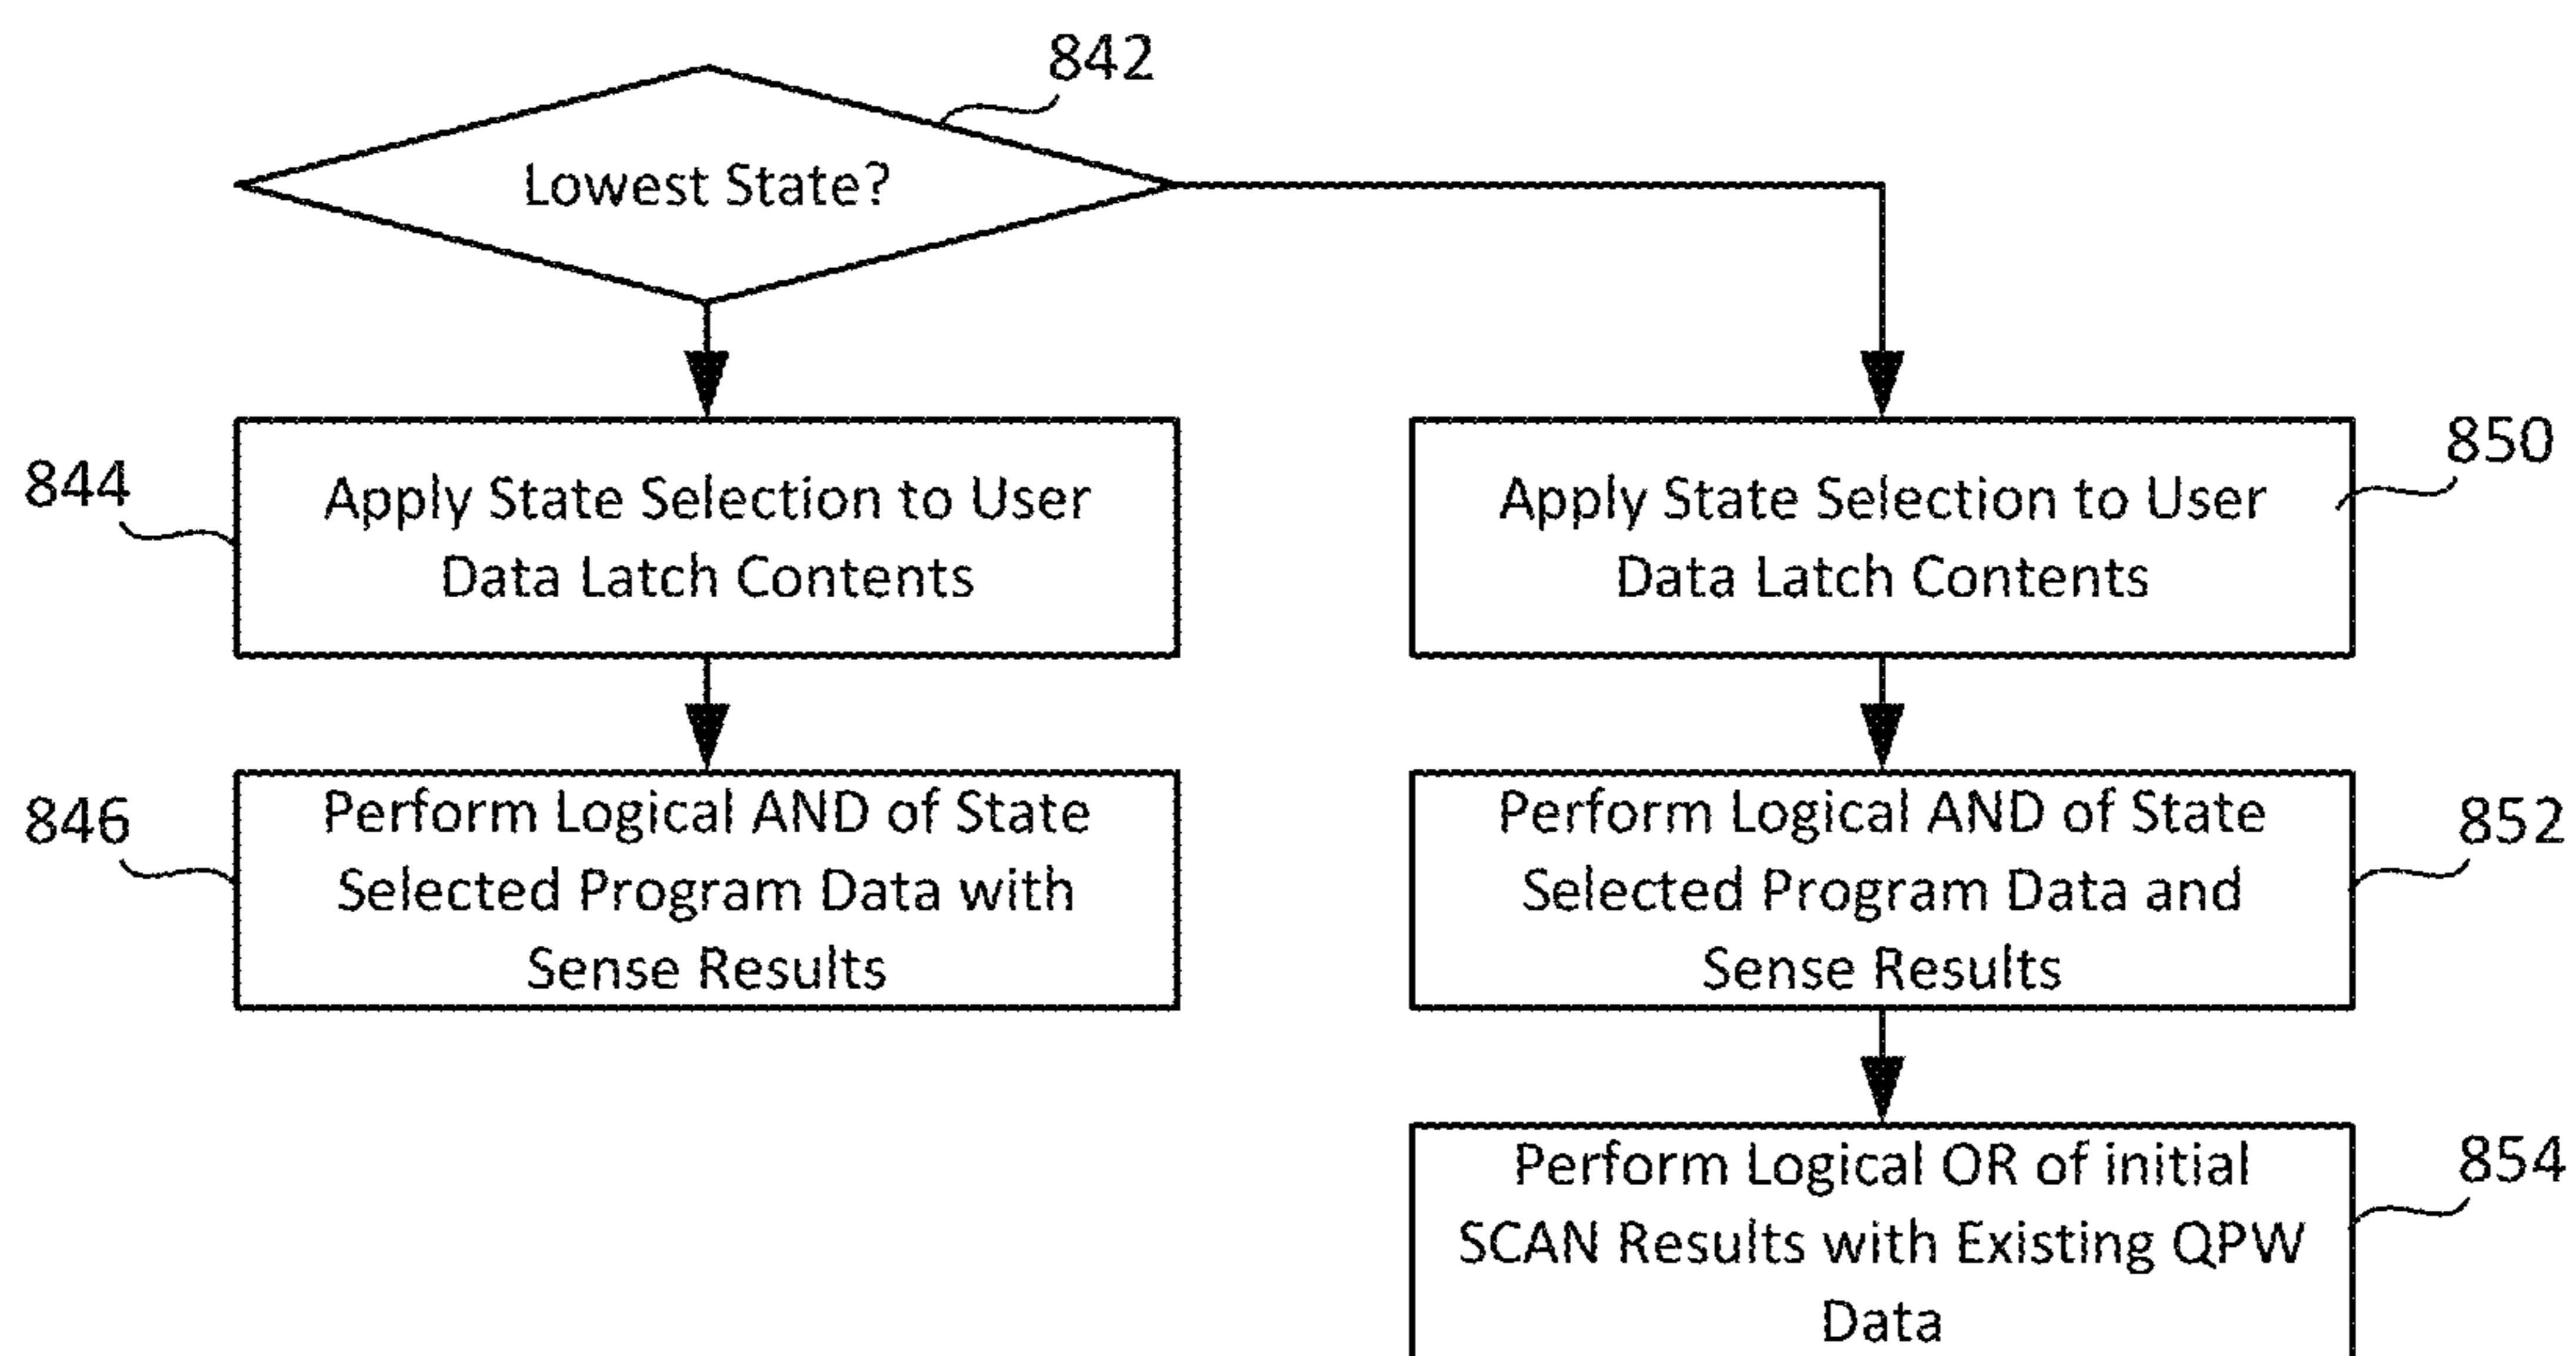 842
Lowest State?
844
Apply State Selection to User
Data Latch Contents
850
Apply State Selection to User
Data Latch Contents
846
Perform Logical AND of State
Selected Program Data with
Sense Results
852
Perform Logical AND of State
Selected Program Data and
Sense Results
854
Perform Logical OR of initial
SCAN Results with Existing QPW
Data